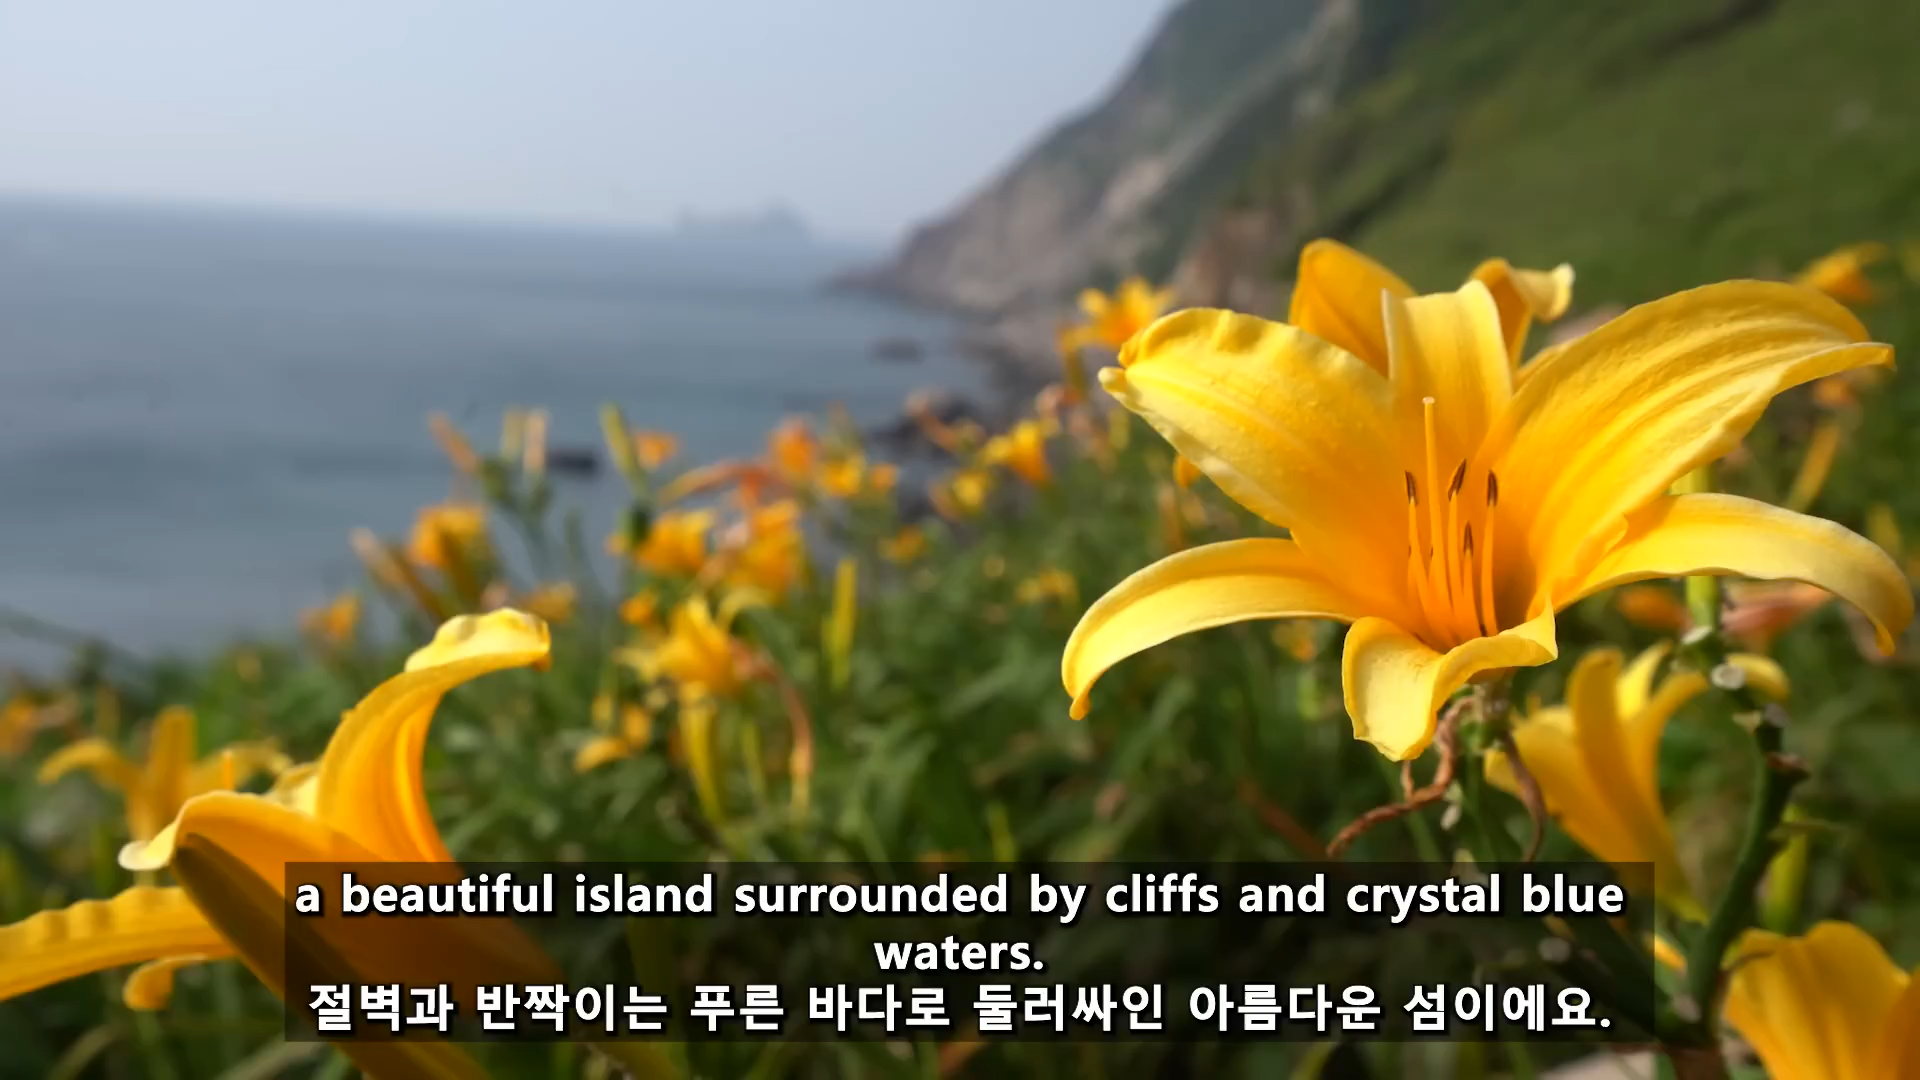 a beautiful island surrounded by cliffs and crystal blue
waters.
절벽과 반짝이는 푸른 바다로 둘러싸인 아름다운 섬이에요.